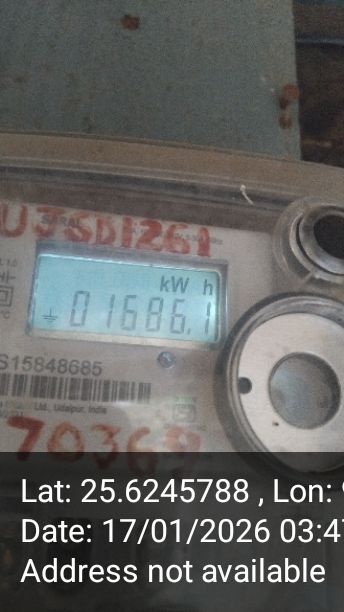 UJSD1261
kW h
01686.1
S15848685
Ltd., Udaipur, India
70369
Lat: 25.6245788 , Lon:
Date: 17/01/2026 03:47
Address not available